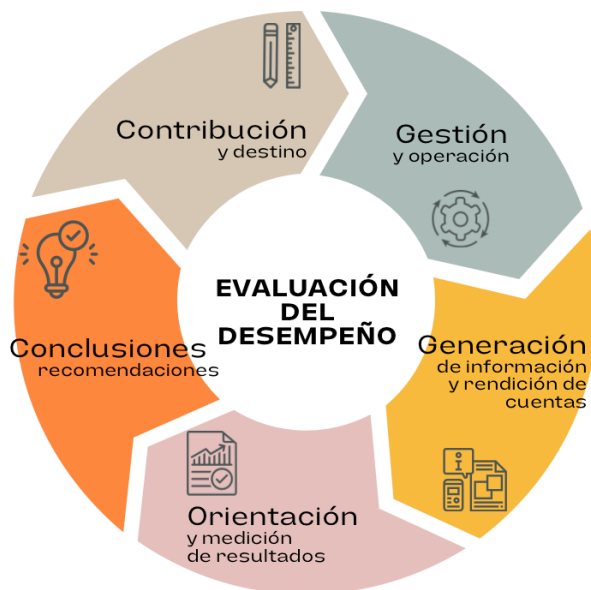 Contribución
y destino
Gestión
y operación
EVALUACIÓN
DEL
DESEMPEÑO
Generación
de información
y rendición de
cuentas
Orientación
y medición
de resultados
Conclusiones
recomendaciones